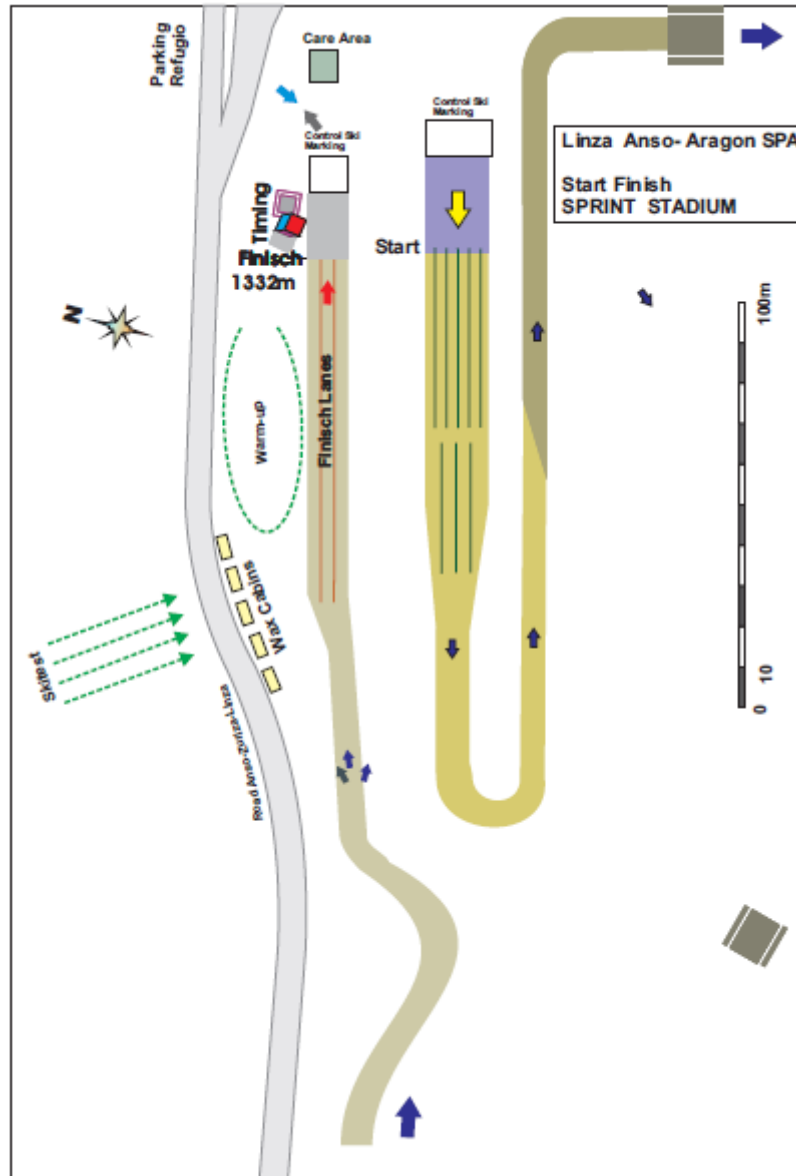 Parking
Refugio
Care Area
Control Ski
Marking
Control Ski
Marking
Linza Anso- Aragon SPA
Start Finish
SPRINT STADIUM
Timing
Finisch
1332m
Start
N
Warm-up
Finisch Lanes
100m
10
0
Wax Cabins
Skitest
Road Anso-Zuriza-Linza